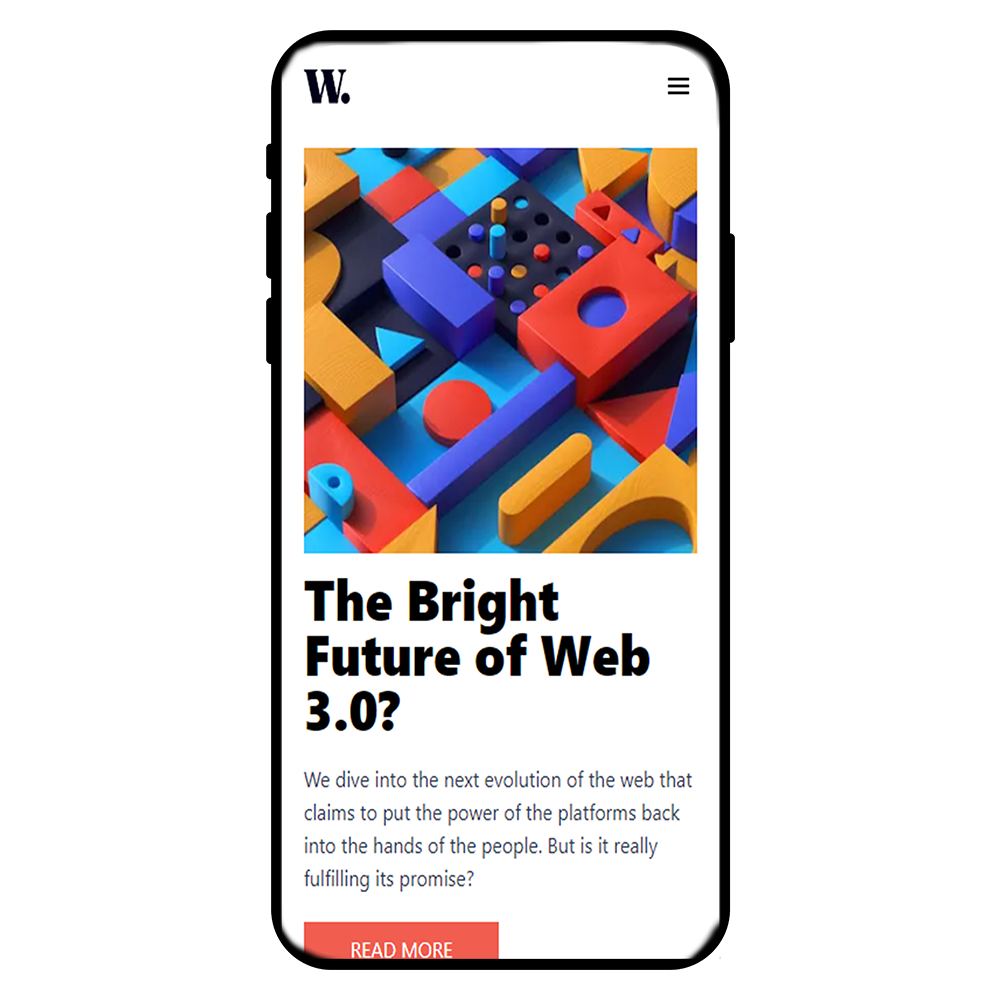 W.
The Bright
Future of Web
3.0?
We dive into the next evolution of the web that
claims to put the power of the platforms back
into the hands of the people. But is it really
fulfilling its promise?
READ MORE